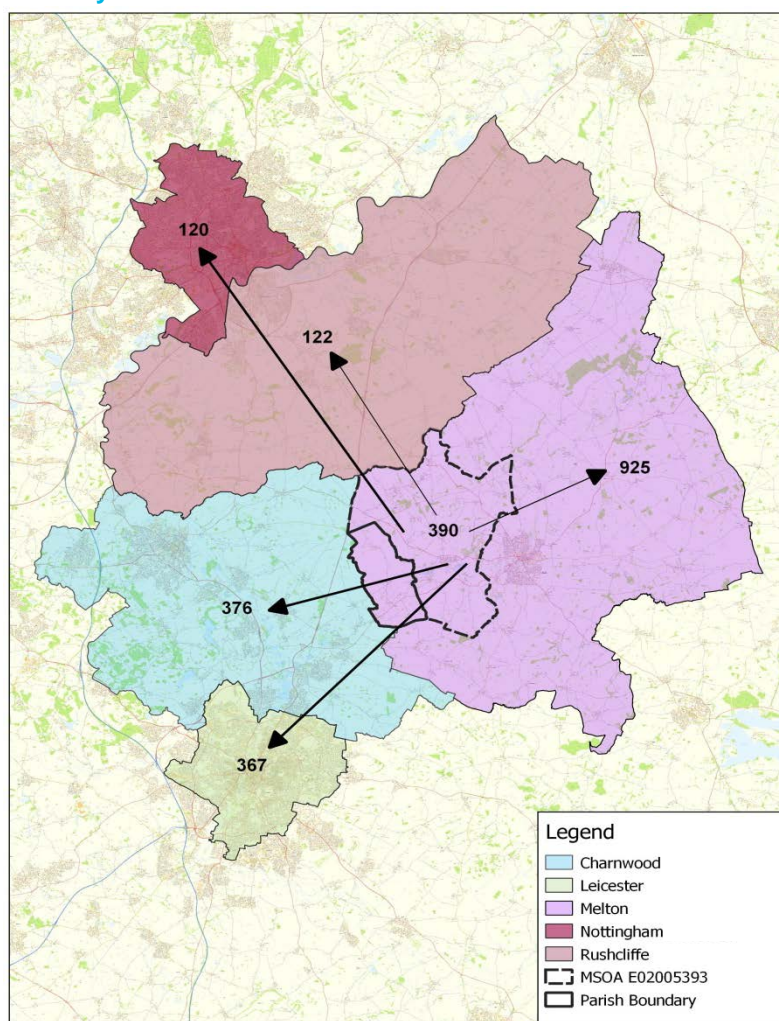 120
122
925
390
376
367
Legend
Charnwood
Leicester
Melton
Nottingham
Rushcliffe
MSOA E02005393
Parish Boundary